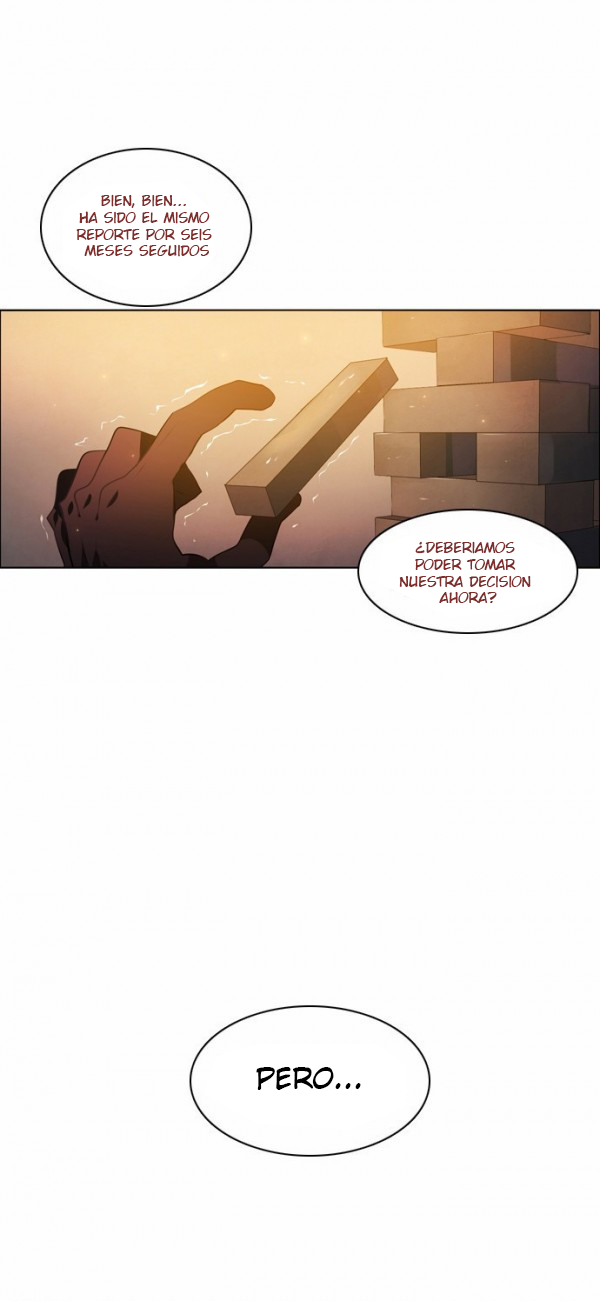 BIEN, BIEN...
HA SIDO EL MISMO
REPORTE POR SEIS
MESES SEGUIDOS
¿DEBERIAMOS
PODER TOMAR
NUESTRA DECISION
AHORA?
PERO...